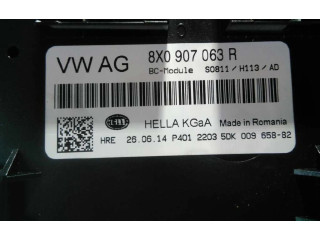 VW AG 8X0 907 063 R
BC-Module S0811/H113/AD
HELLA
HELLA KGaA Made in Romania
HRE 26.06.14 P401 2203 5DK 009 658-82